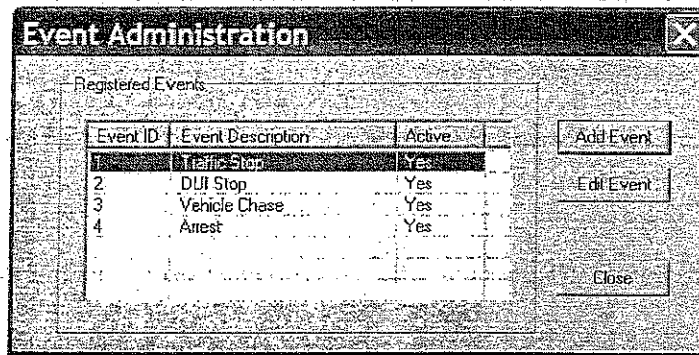 Event Administration
Registered Events
Event ID Event Description Active
1 Traffic Stop Yes
2 DUI Stop Yes
3 Vehicle Chase Yes
4 Arrest Yes
Add Event
Edit Event
Close